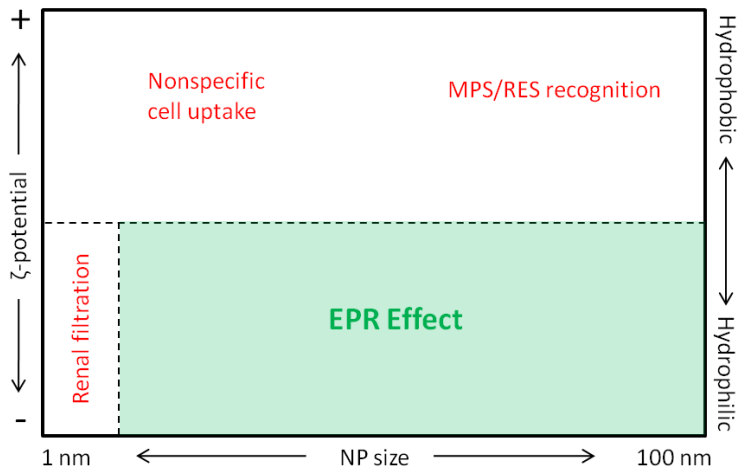 +
ζ-potential
-
Nonspecific
cell uptake
MPS/RES recognition
Renal filtration
EPR Effect
Hydrophobic
Hydrophilic
1 nm
NP size
100 nm